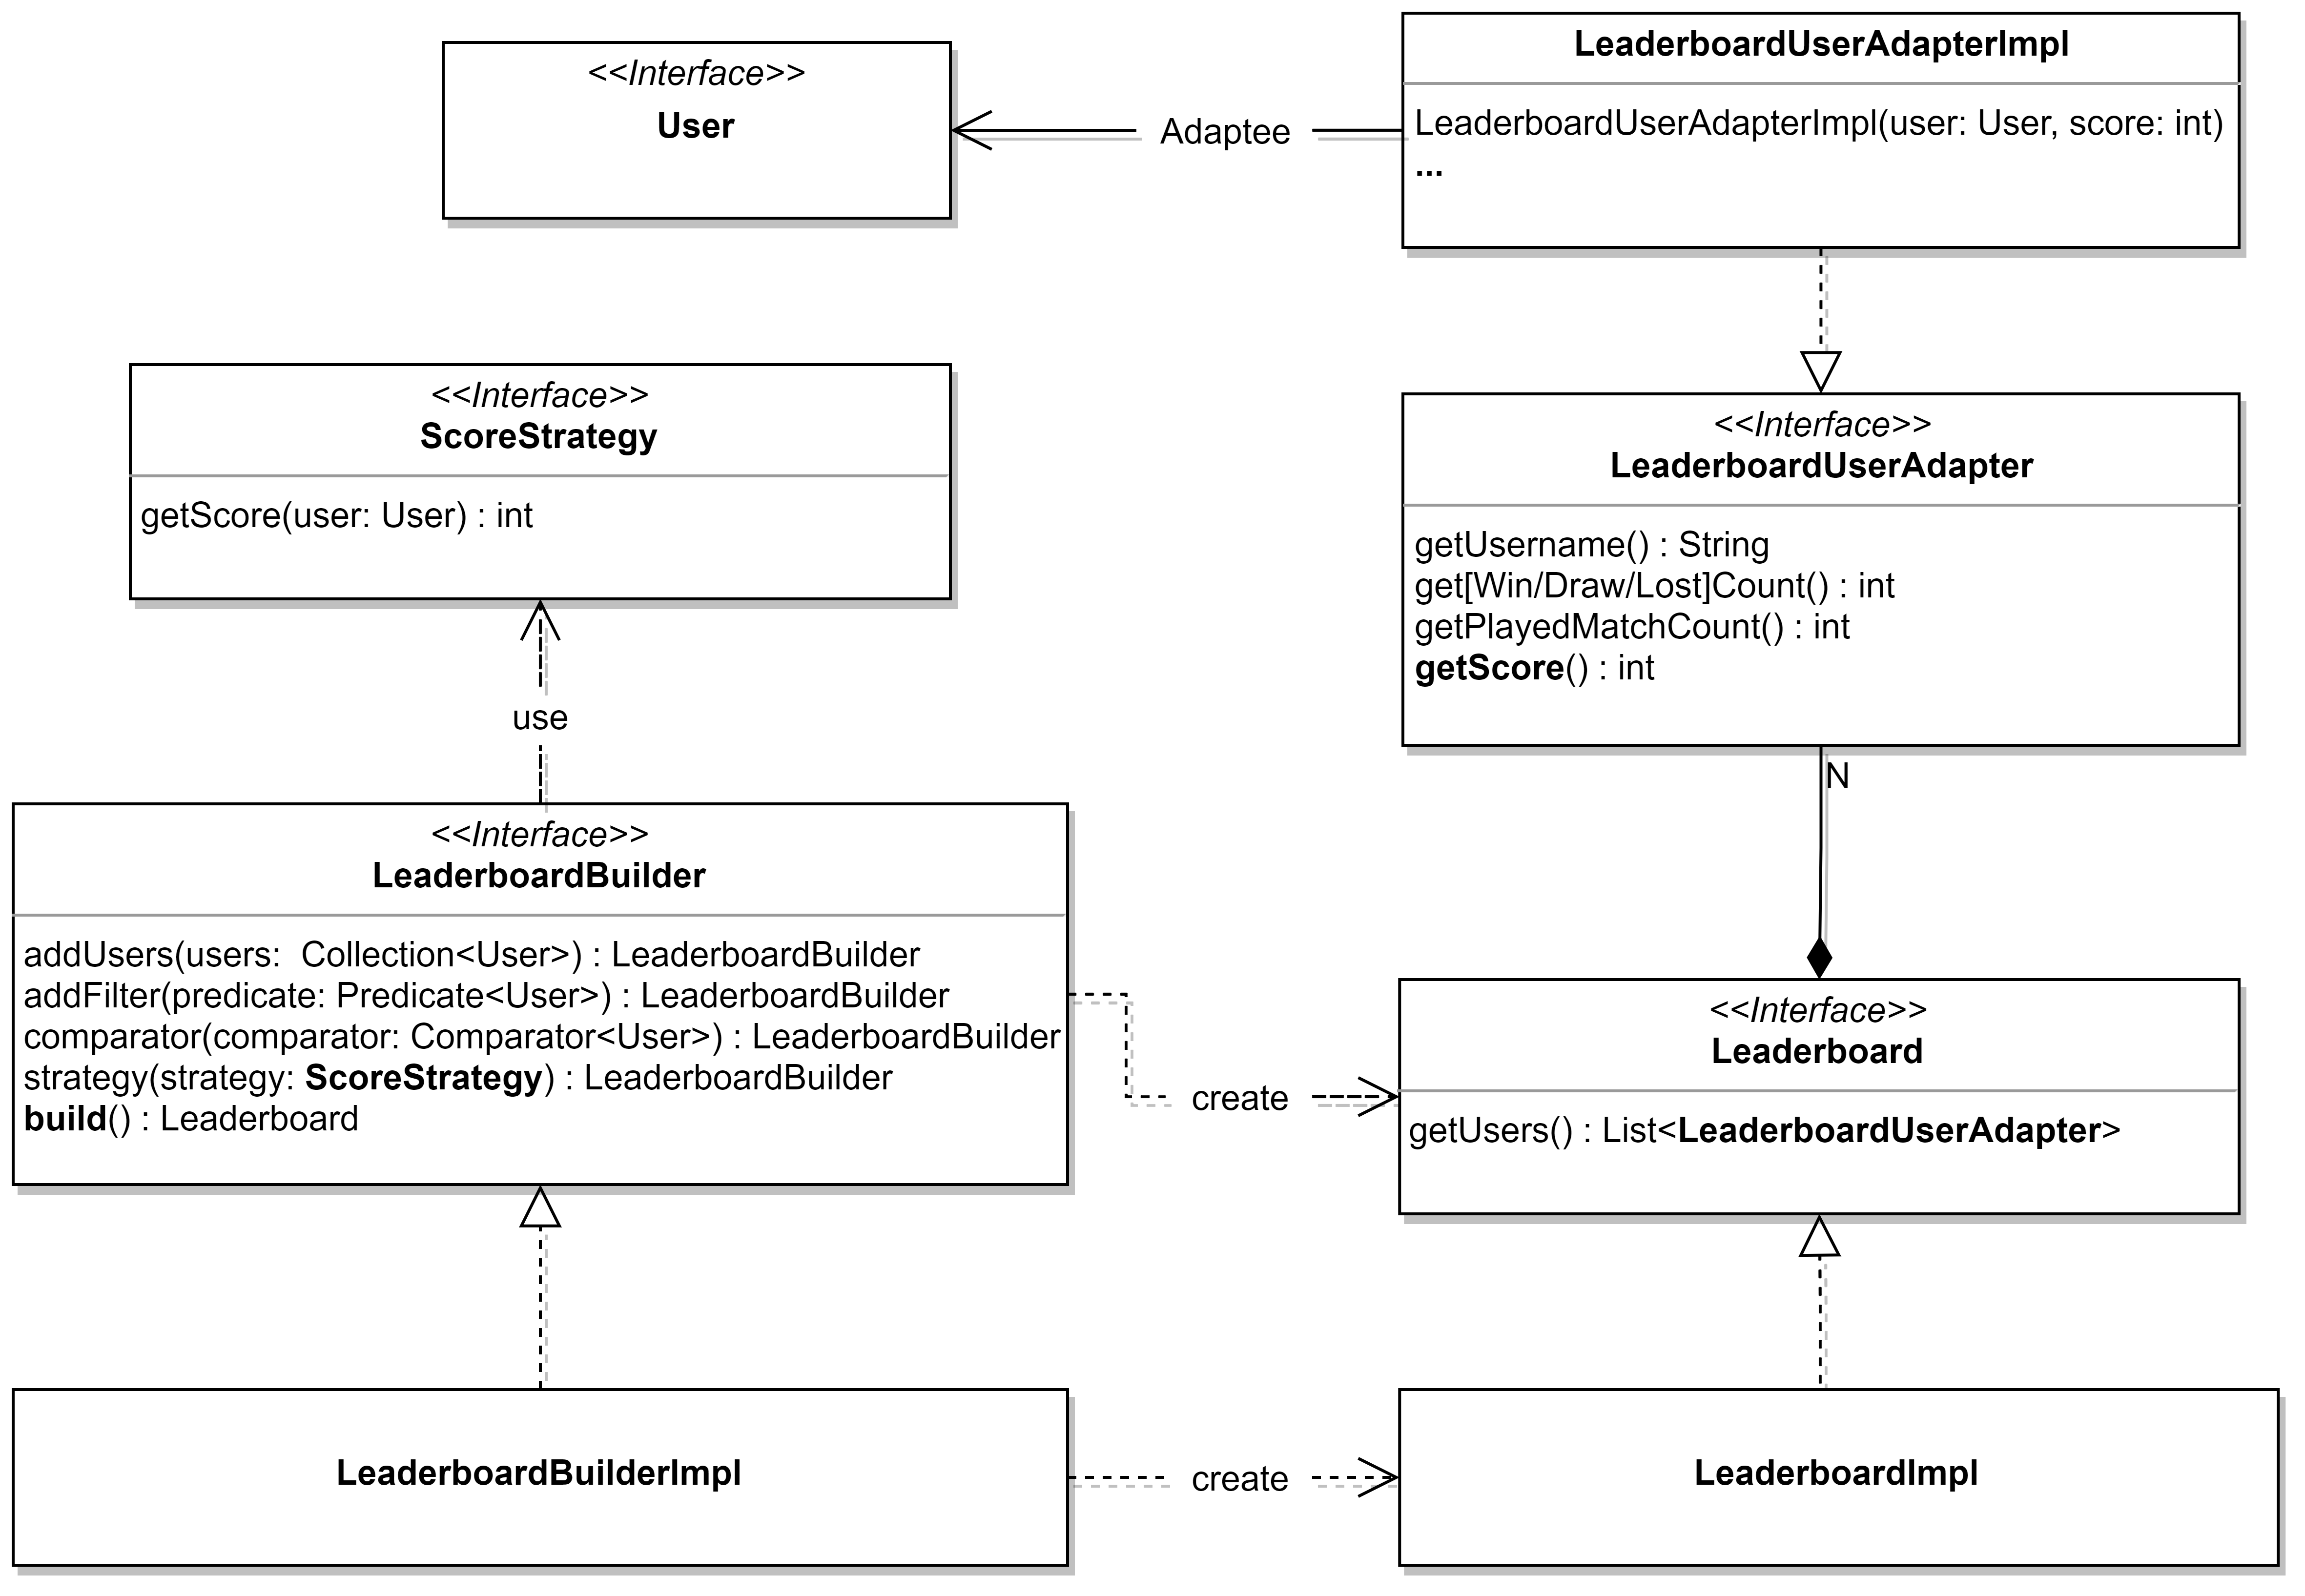 <<Interface>>
User
Adaptee
LeaderboardUserAdapterImpl
LeaderboardUserAdapterImpl(user: User, score: int)
...
<<Interface>>
ScoreStrategy
getScore(user: User) : int
<<Interface>>
LeaderboardUserAdapter
getUsername() : String
get[Win/Draw/Lost]Count() : int
getPlayedMatchCount() : int
getScore() : int
use
N
<<Interface>>
LeaderboardBuilder
addUsers(users:  Collection<User>) : LeaderboardBuilder
addFilter(predicate: Predicate<User>) : LeaderboardBuilder
comparator(comparator: Comparator<User>) : LeaderboardBuilder
strategy(strategy: ScoreStrategy) : LeaderboardBuilder
build() : Leaderboard
create
<<Interface>>
Leaderboard
getUsers() : List<LeaderboardUserAdapter>
LeaderboardBuilderImpl
create
LeaderboardImpl